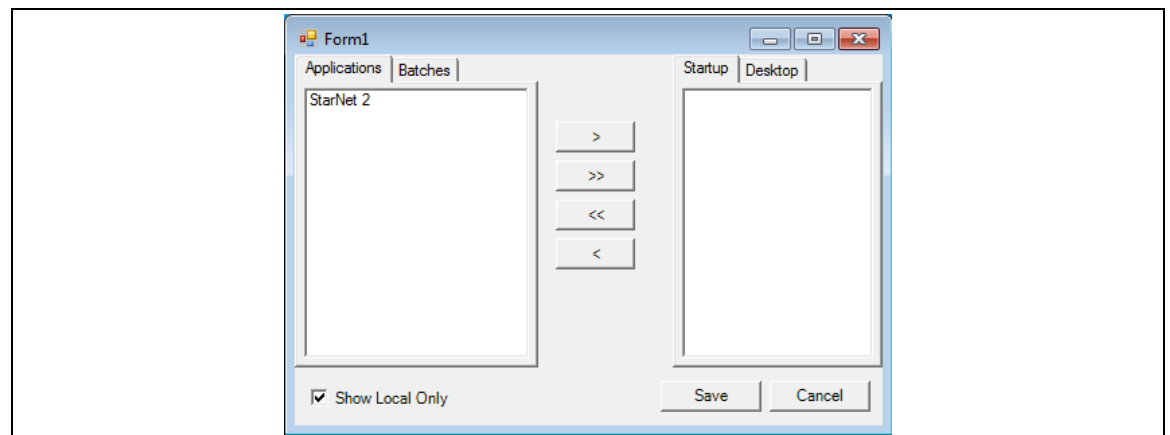 Form1
Applications Batches
Startup Desktop
StarNet 2
>
>>
<<
<
Show Local Only
Save Cancel